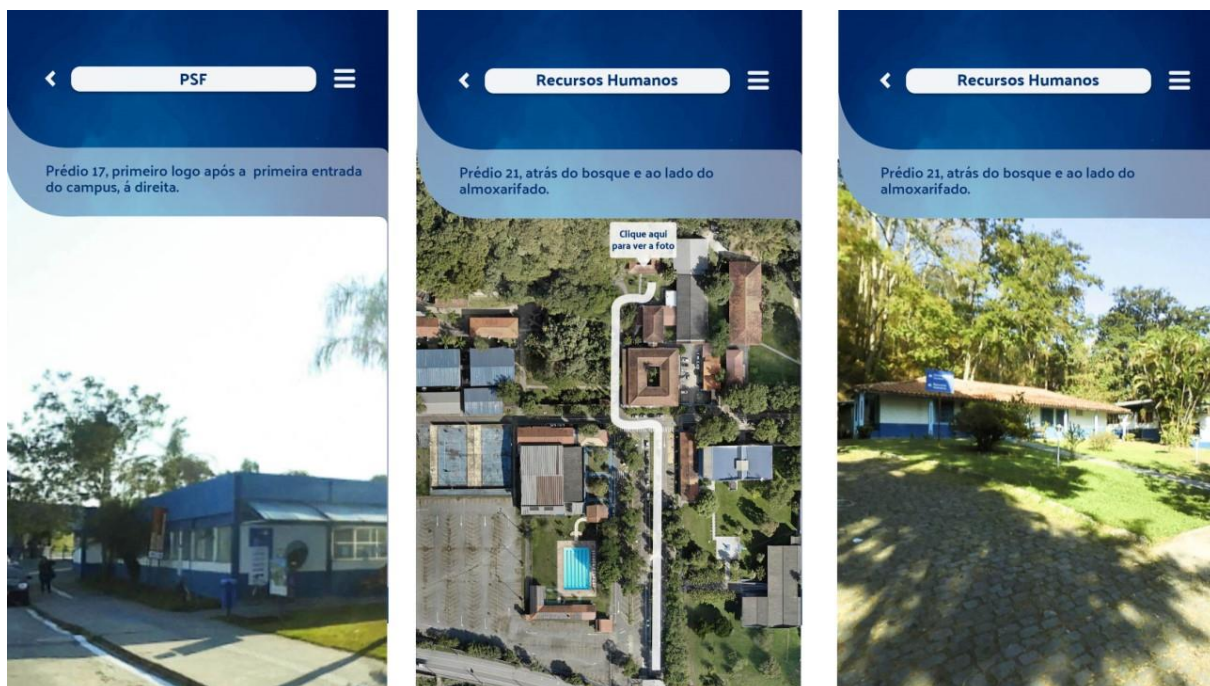 PSF
Prédio 17, primeiro logo após a primeira entrada
do campus, á direita.
Recursos Humanos
Prédio 21, atrás do bosque e ao lado do
almoxarifado.
Clique aqui
para ver a foto
Recursos Humanos
Prédio 21, atrás do bosque e ao lado do
almoxarifado.